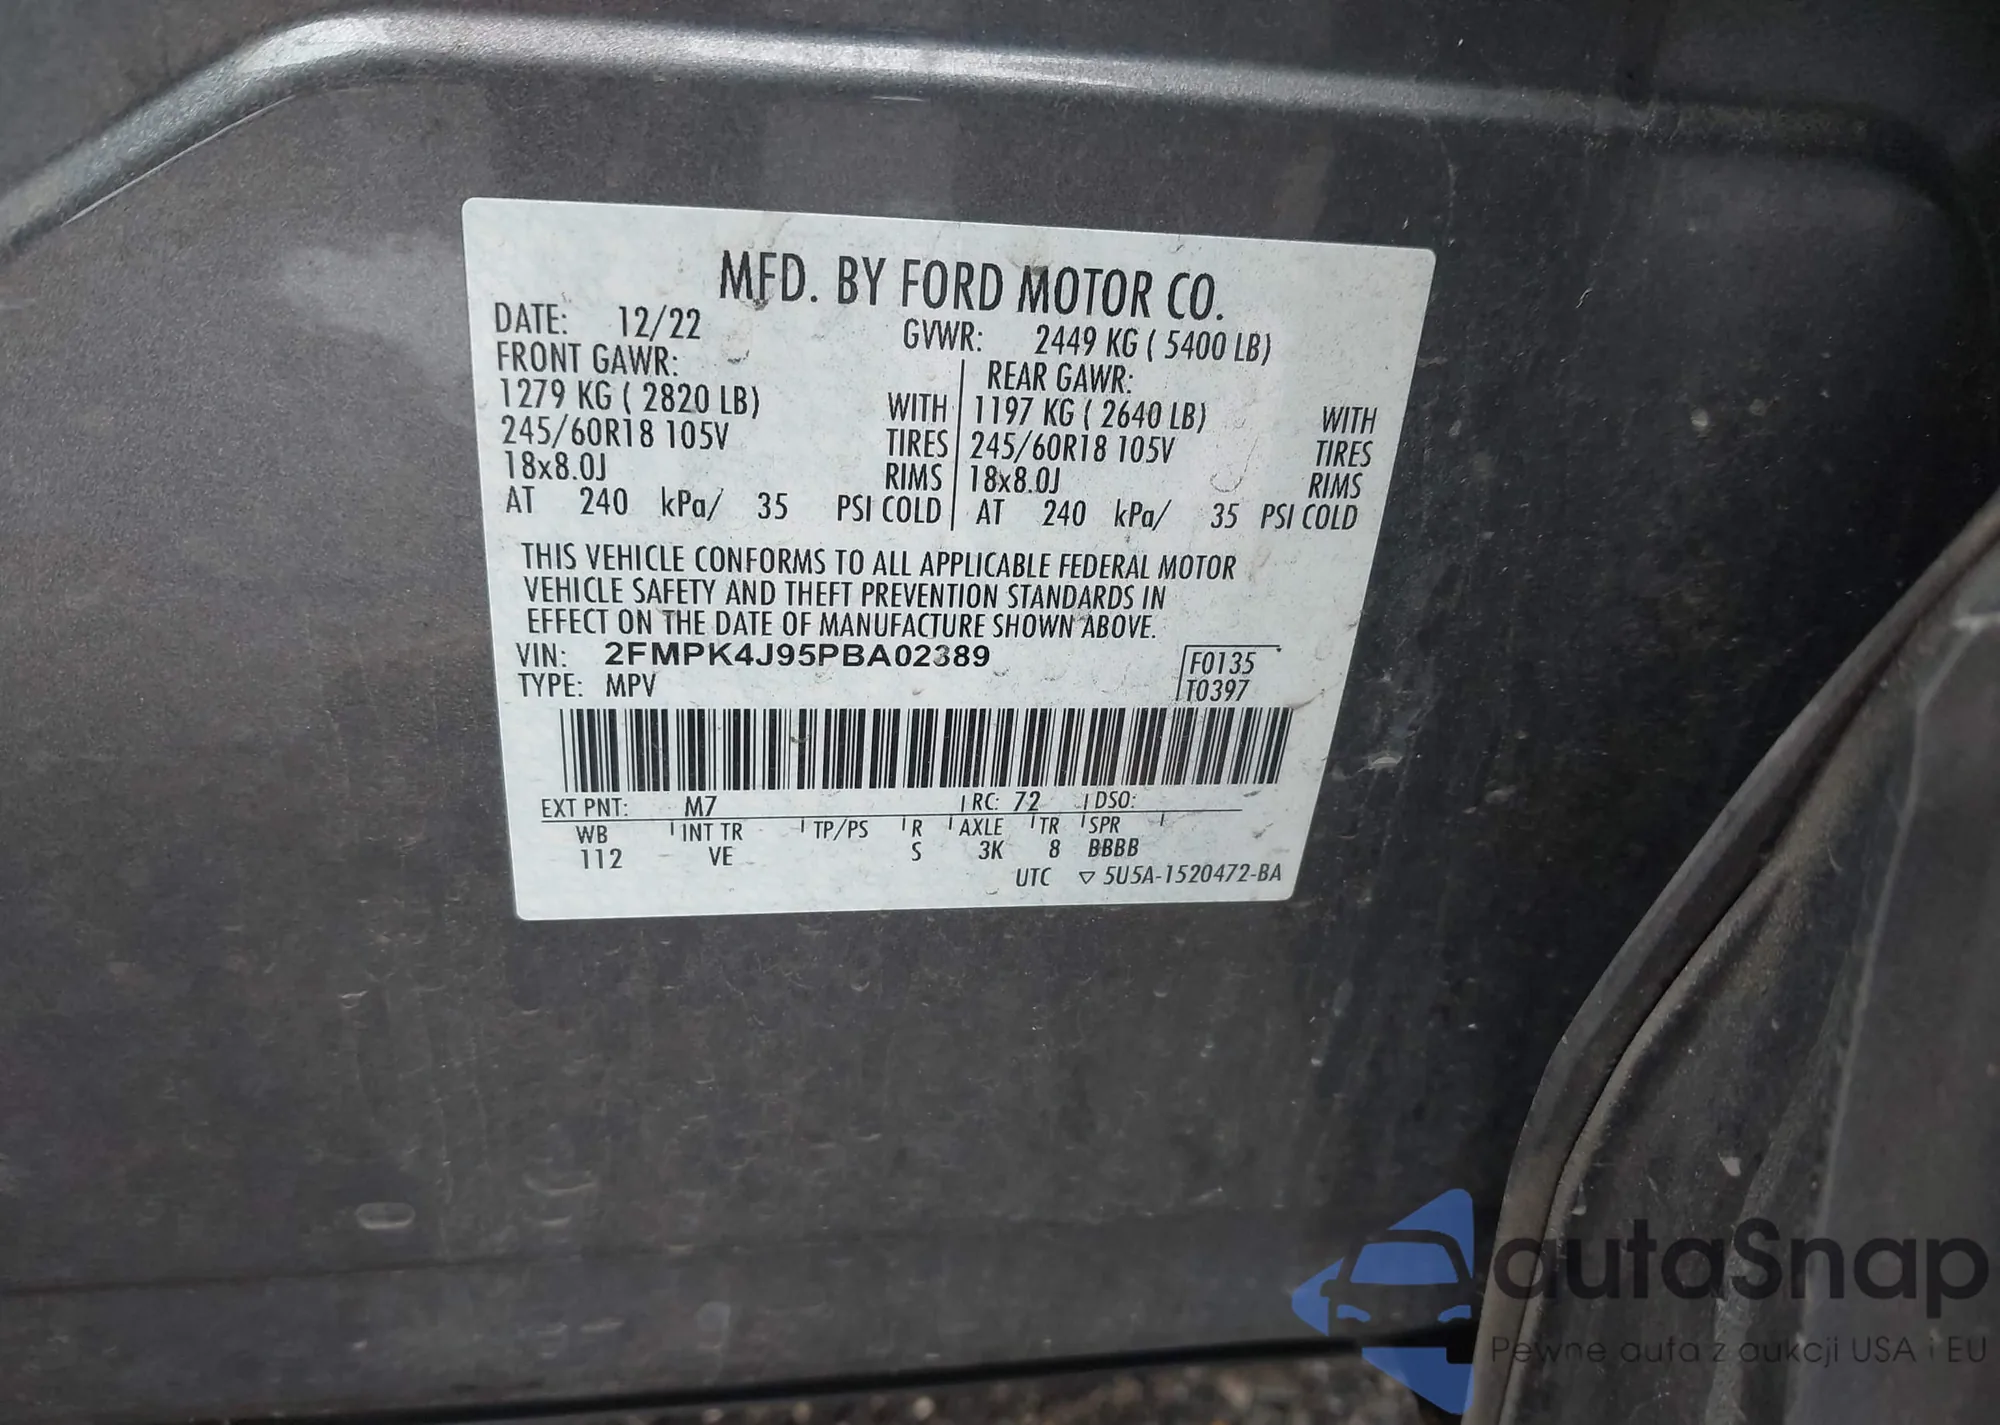 MFD. BY FORD MOTOR CO.
DATE: 12/22 GVWR: 2449 KG ( 5400 LB)
FRONT GAWR: REAR GAWR:
1279 KG ( 2820 LB) WITH 1197 KG ( 2640 LB) WITH
245/60R18 105V TIRES 245/60R18 105V TIRES
18x8.0J RIMS 18x8.0J RIMS
AT 240 kPa/ 35 PSI COLD AT 240 kPa/ 35 PSI COLD
THIS VEHICLE CONFORMS TO ALL APPLICABLE FEDERAL MOTOR
VEHICLE SAFETY AND THEFT PREVENTION STANDARDS IN
EFFECT ON THE DATE OF MANUFACTURE SHOWN ABOVE.
VIN: 2FMPK4J95PBA02389 F0135
TYPE: MPV T0397
EXT PNT: M7 RC: 72 DSO:
WB INT TR TP/PS R AXLE TR SPR
112 VE S 3K 8 BBBB
UTC ▽ 5U5A-1520472-BA
autaSnap
Pewne auta z aukcji USA i EU